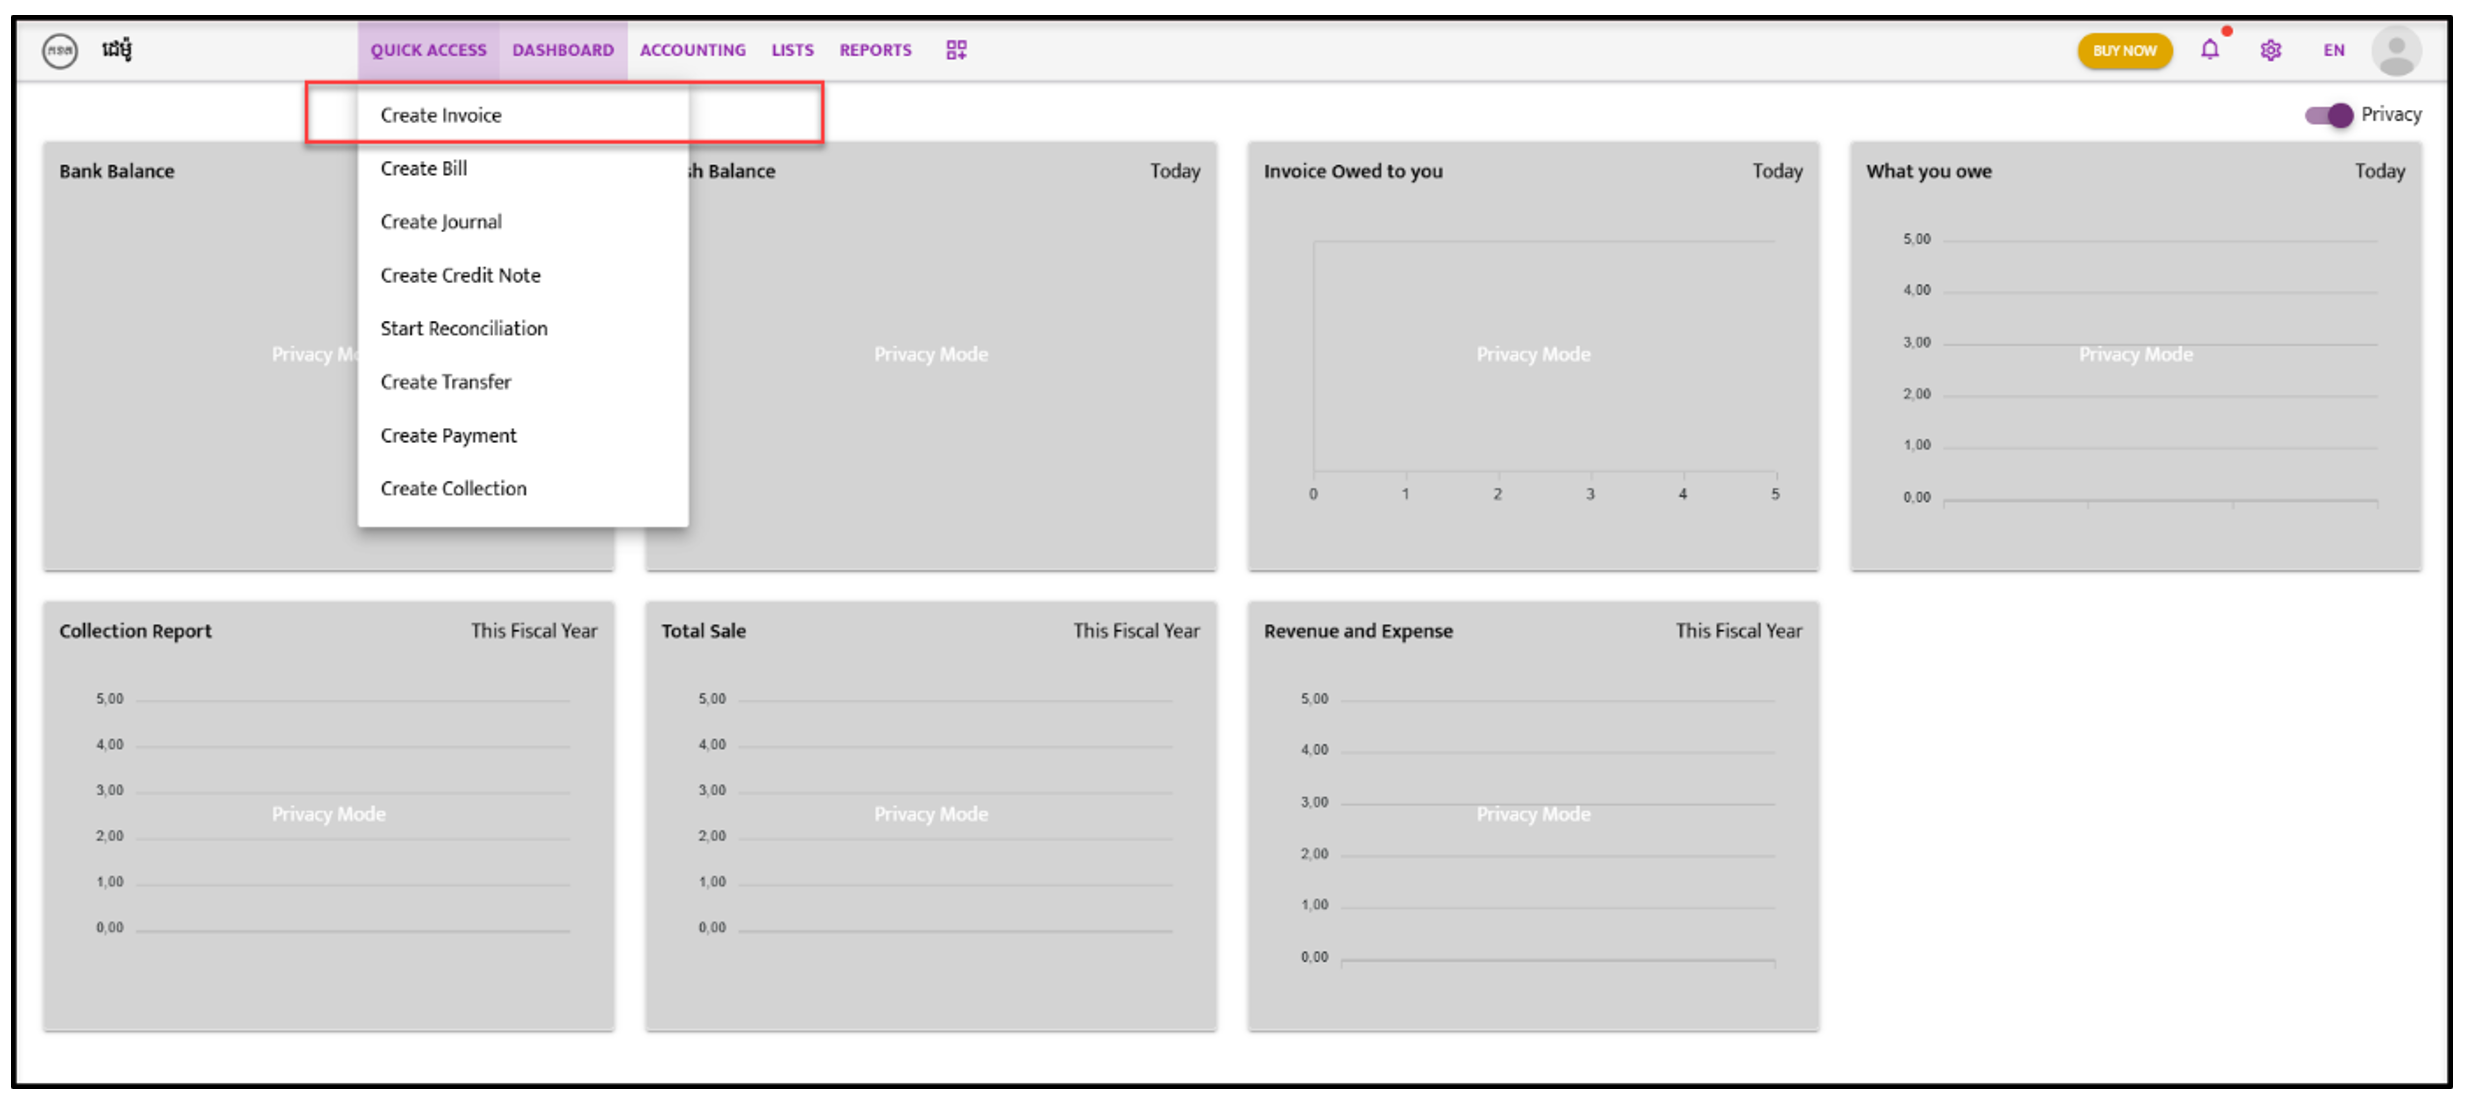 ដេម៉ូ QUICK ACCESS DASHBOARD ACCOUNTING LISTS REPORTS BUY NOW EN
Privacy
Create Invoice
Create Bill
Create Journal
Create Credit Note
Start Reconciliation
Create Transfer
Create Payment
Create Collection
Bank Balance
Privacy
sh Balance Today
Privacy Mode
Invoice Owed to you Today
Privacy Mode
0 1 2 3 4 5
What you owe Today
5,00
4,00
3,00
Privacy Mode
2,00
1,00
0,00
Collection Report This Fiscal Year
5,00
4,00
3,00
Privacy Mode
2,00
1,00
0,00
Total Sale This Fiscal Year
5,00
4,00
3,00
Privacy Mode
2,00
1,00
0,00
Revenue and Expense This Fiscal Year
5,00
4,00
3,00
Privacy Mode
2,00
1,00
0,00